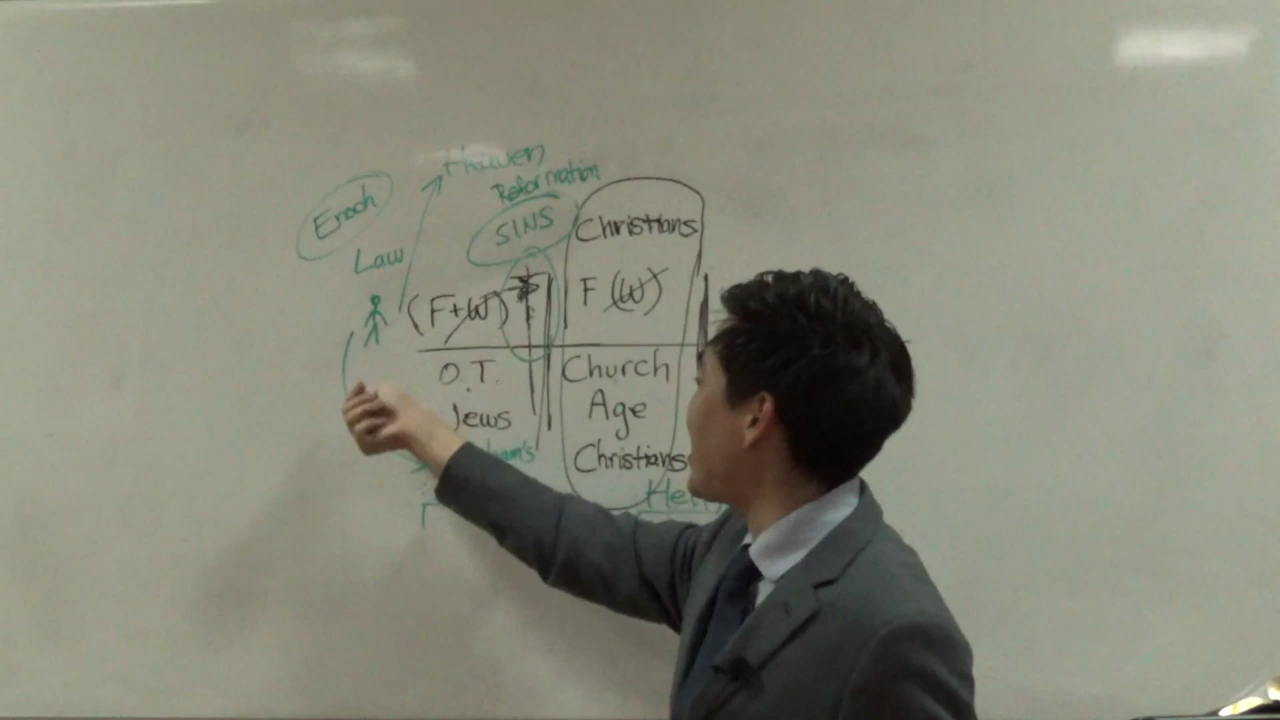 Heaven
Reformation
Enoch
SINS
Christians
Law
(F+W)
F (W)
O.T.
Church
Jews
Age
Christians